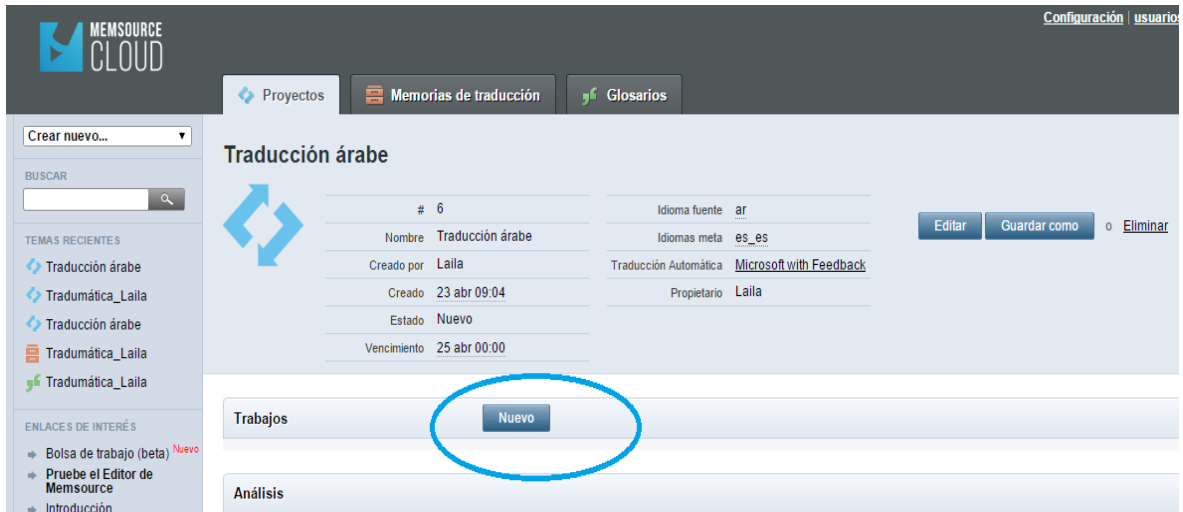 MEMSOURCE
CLOUD
Configuración | usuarios
Proyectos
Memorias de traducción
Glosarios
Crear nuevo...
BUSCAR
TEMAS RECIENTES
Traducción árabe
Tradumática_Laila
Traducción árabe
Tradumática_Laila
Tradumática_Laila
ENLACES DE INTERÉS
Bolsa de trabajo (beta) Nuevo
Pruebe el Editor de
Memsource
Introducción
Traducción árabe
# 6
Nombre Traducción árabe
Creado por Laila
Creado 23 abr 09:04
Estado Nuevo
Vencimiento 25 abr 00:00
Idioma fuente ar
Idiomas meta es_es
Traducción Automática Microsoft with Feedback
Propietario Laila
Editar Guardar como o Eliminar
Trabajos Nuevo
Análisis